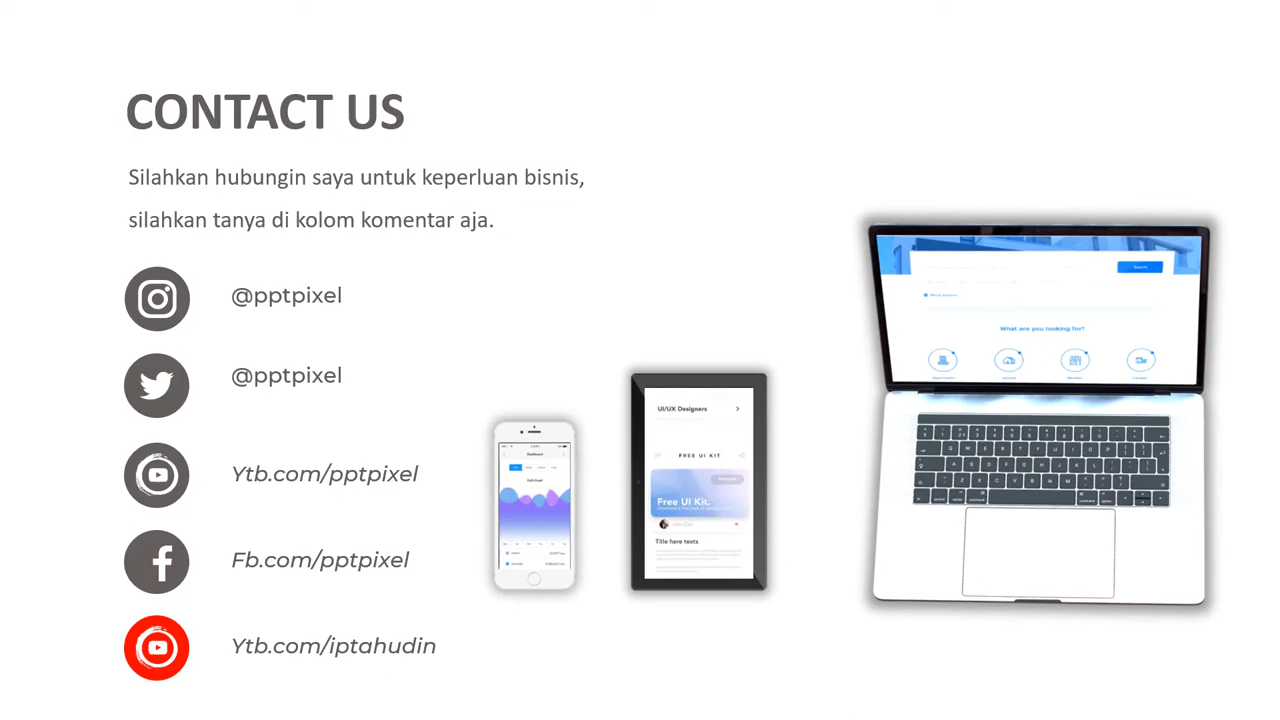 CONTACT US
Silahkan hubungin saya untuk keperluan bisnis,
silahkan tanya di kolom komentar aja.
@pptpixel
@pptpixel
Ytb.com/pptpixel
Fb.com/pptpixel
Ytb.com/iptahudin
Dashboard
UI/UX Designers
FREE UI KIT
Free UI Kit.
Title here texts
What are you looking for?